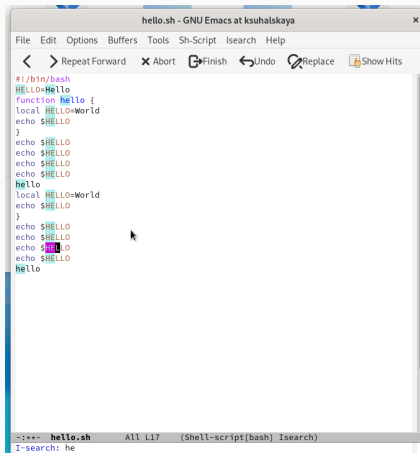 hello.sh - GNU Emacs at ksuhalskaya
File Edit Options Buffers Tools Sh-Script Isearch Help
Repeat Forward Abort Finish Undo Replace Show Hits
#!/bin/bash
HELLO=Hello
function hello {
local HELLO=World
echo $HELLO
}
echo $HELLO
echo $HELLO
echo $HELLO
echo $HELLO
hello
local HELLO=World
echo $HELLO
}
echo $HELLO
echo $HELLO
echo $HELLO
echo $HELLO
hello
-:**- hello.sh All L17 (Shell-script[bash] Isearch)
I-search: he